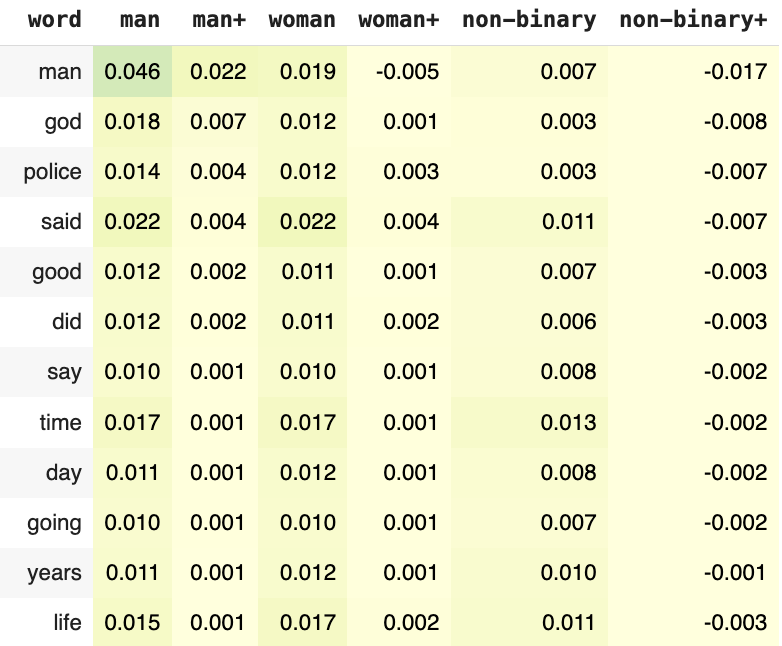 word man man+ woman woman+ non-binary non-binary+
man 0.046 0.022 0.019 -0.005 0.007 -0.017
god 0.018 0.007 0.012 0.001 0.003 -0.008
police 0.014 0.004 0.012 0.003 0.003 -0.007
said 0.022 0.004 0.022 0.004 0.011 -0.007
good 0.012 0.002 0.011 0.001 0.007 -0.003
did 0.012 0.002 0.011 0.002 0.006 -0.003
say 0.010 0.001 0.010 0.001 0.008 -0.002
time 0.017 0.001 0.017 0.001 0.013 -0.002
day 0.011 0.001 0.012 0.001 0.008 -0.002
going 0.010 0.001 0.010 0.001 0.007 -0.002
years 0.011 0.001 0.012 0.001 0.010 -0.001
life 0.015 0.001 0.017 0.002 0.011 -0.003